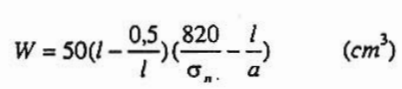 W = 50(l - 0,5/l)(820/σn. - l/a) (cm³)